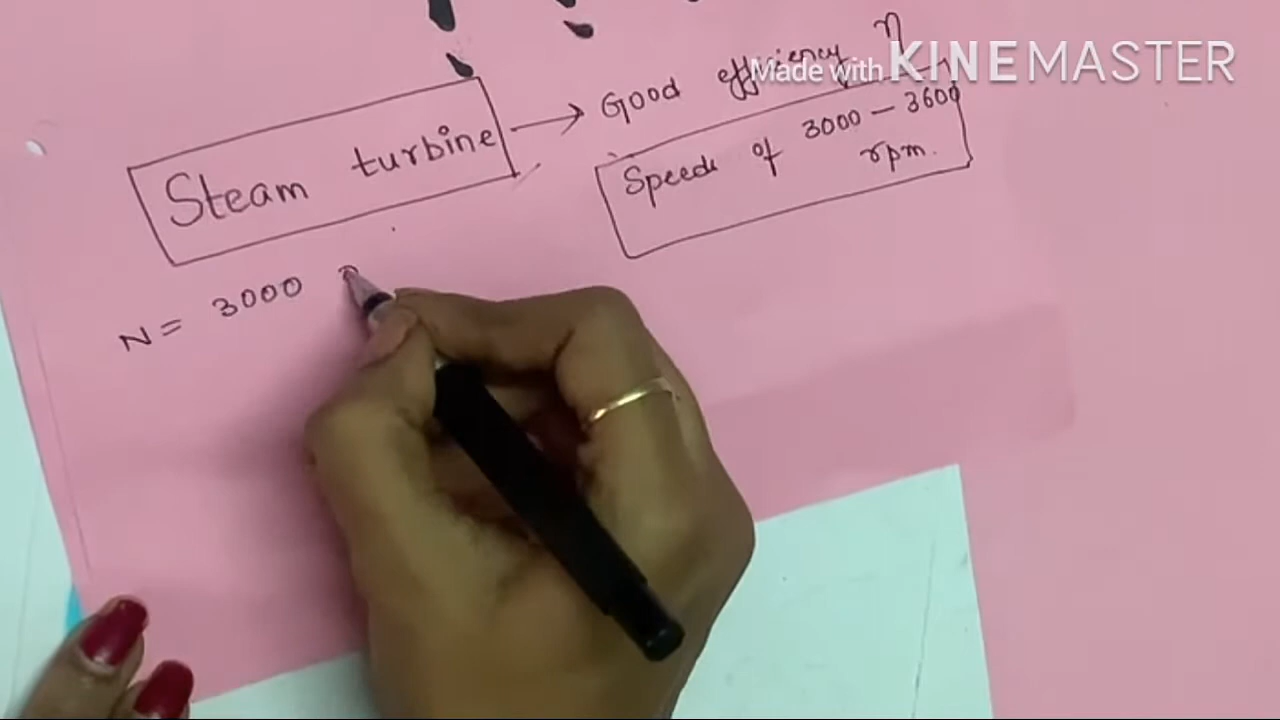 Made with KINEMASTER
Steam turbine → Good efficiency η
Speeds of 3000 – 3600
rpm.
N = 3000